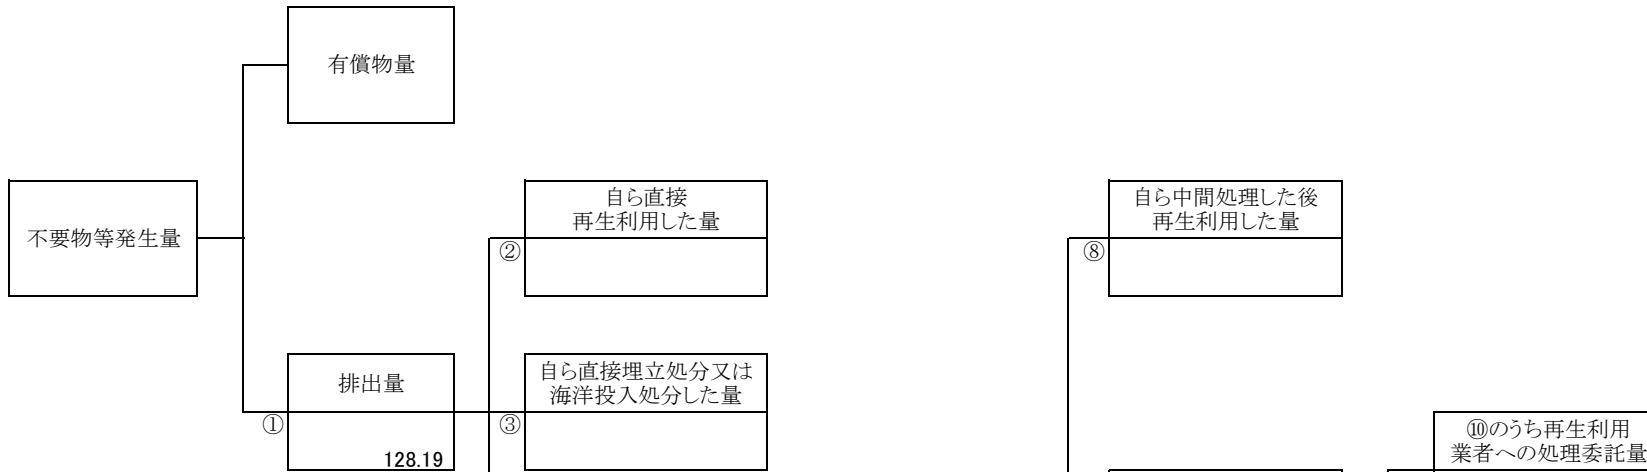 有償物量
不要物等発生量
自ら直接
再生利用した量
②
自ら中間処理した後
再生利用した量
⑧
排出量
①
128.19
自ら直接埋立処分又は
海洋投入処分した量
③
⑩のうち再生利用
業者への処理委託量